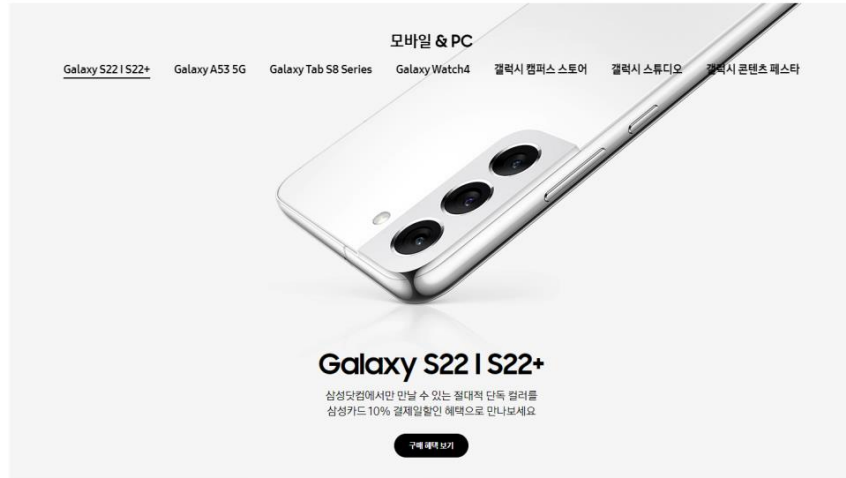 모바일 & PC
Galaxy S22 I S22+ Galaxy A53 5G Galaxy Tab S8 Series Galaxy Watch4 갤럭시 캠퍼스 스토어 갤럭시 스튜디오 갤럭시 콘텐츠 페스타
Galaxy S22 I S22+
삼성닷컴에서만 만날 수 있는 절대적 단독 컬러를
삼성카드 10% 결제일할인 혜택으로 만나보세요
구매 혜택 보기